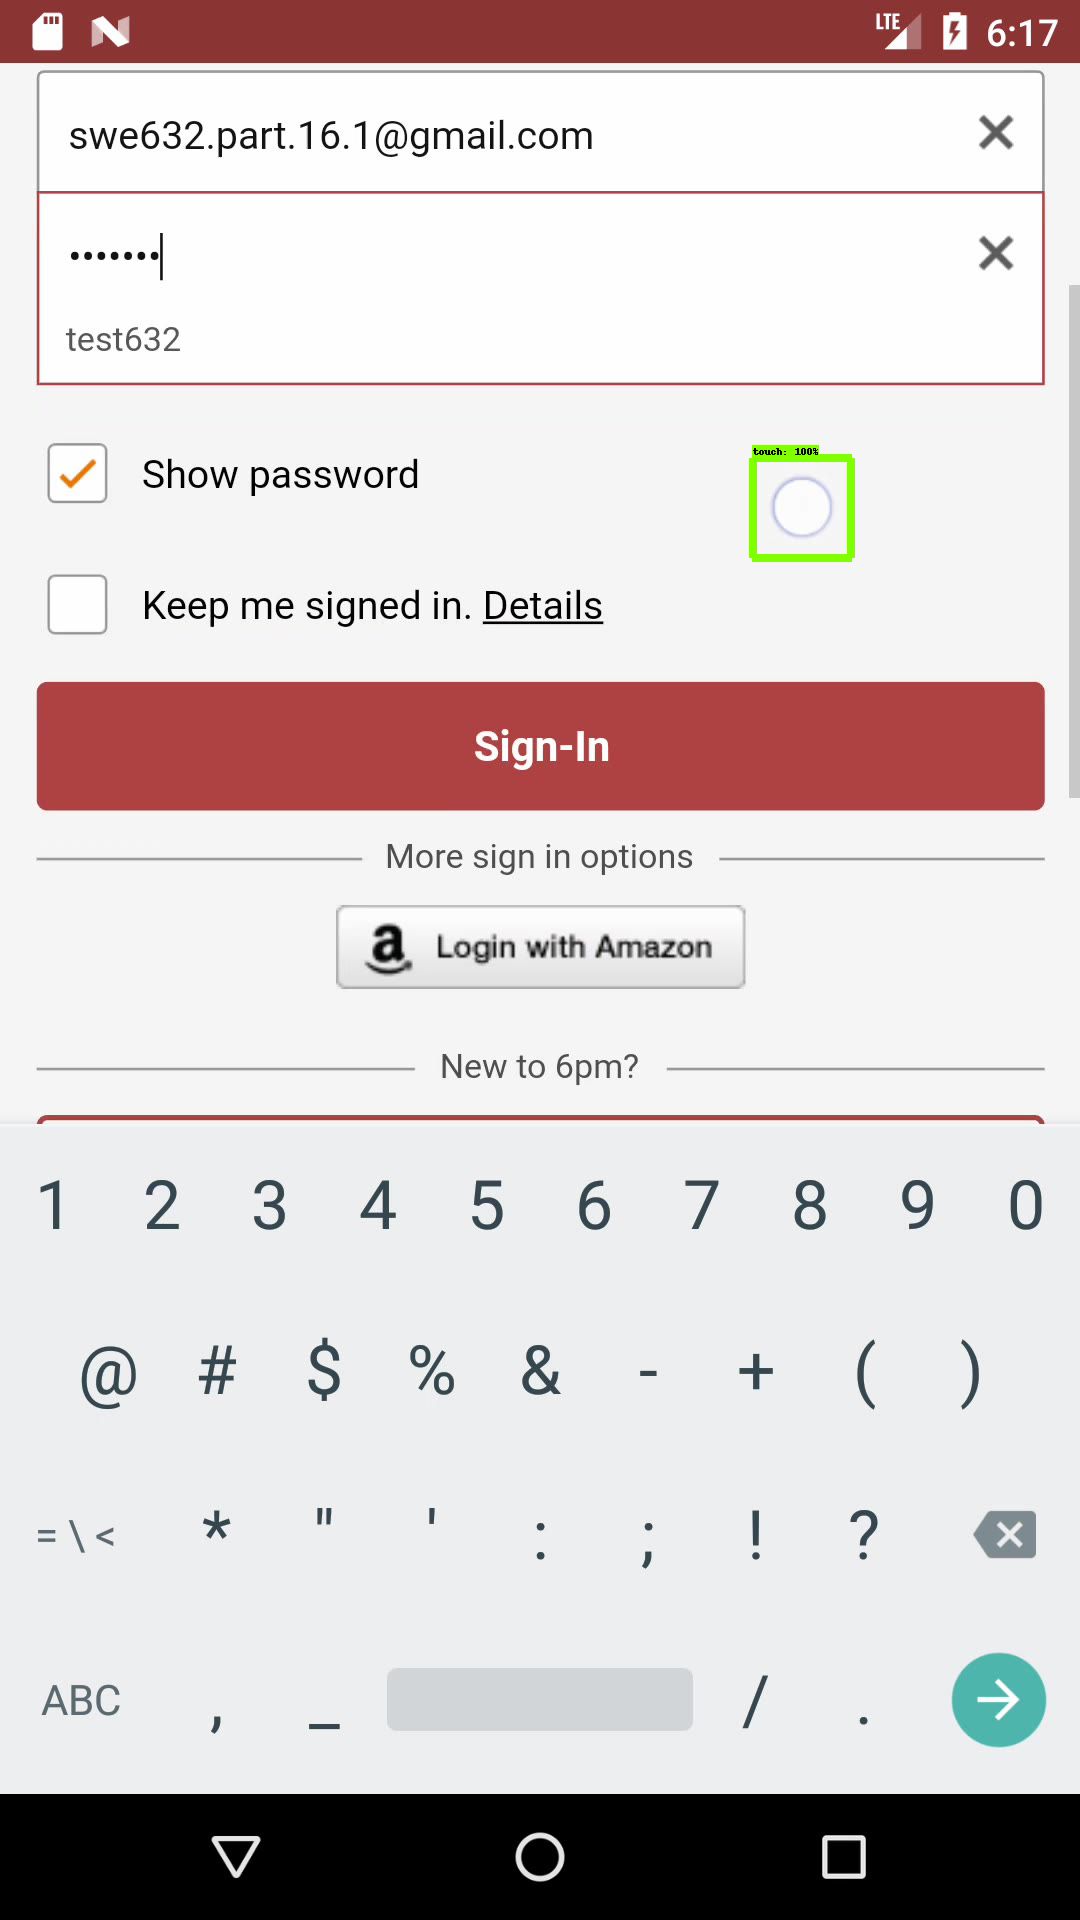 LTE 6:17
swe632.part.16.1@gmail.com
•••••••
test632
Show password
touch: 100%
Keep me signed in. Details
Sign-In
More sign in options
a Login with Amazon
New to 6pm?
1 2 3 4 5 6 7 8 9 0
@ # $ % & - + ( )
= \ < * " ' : ; ! ?
ABC , _ / .